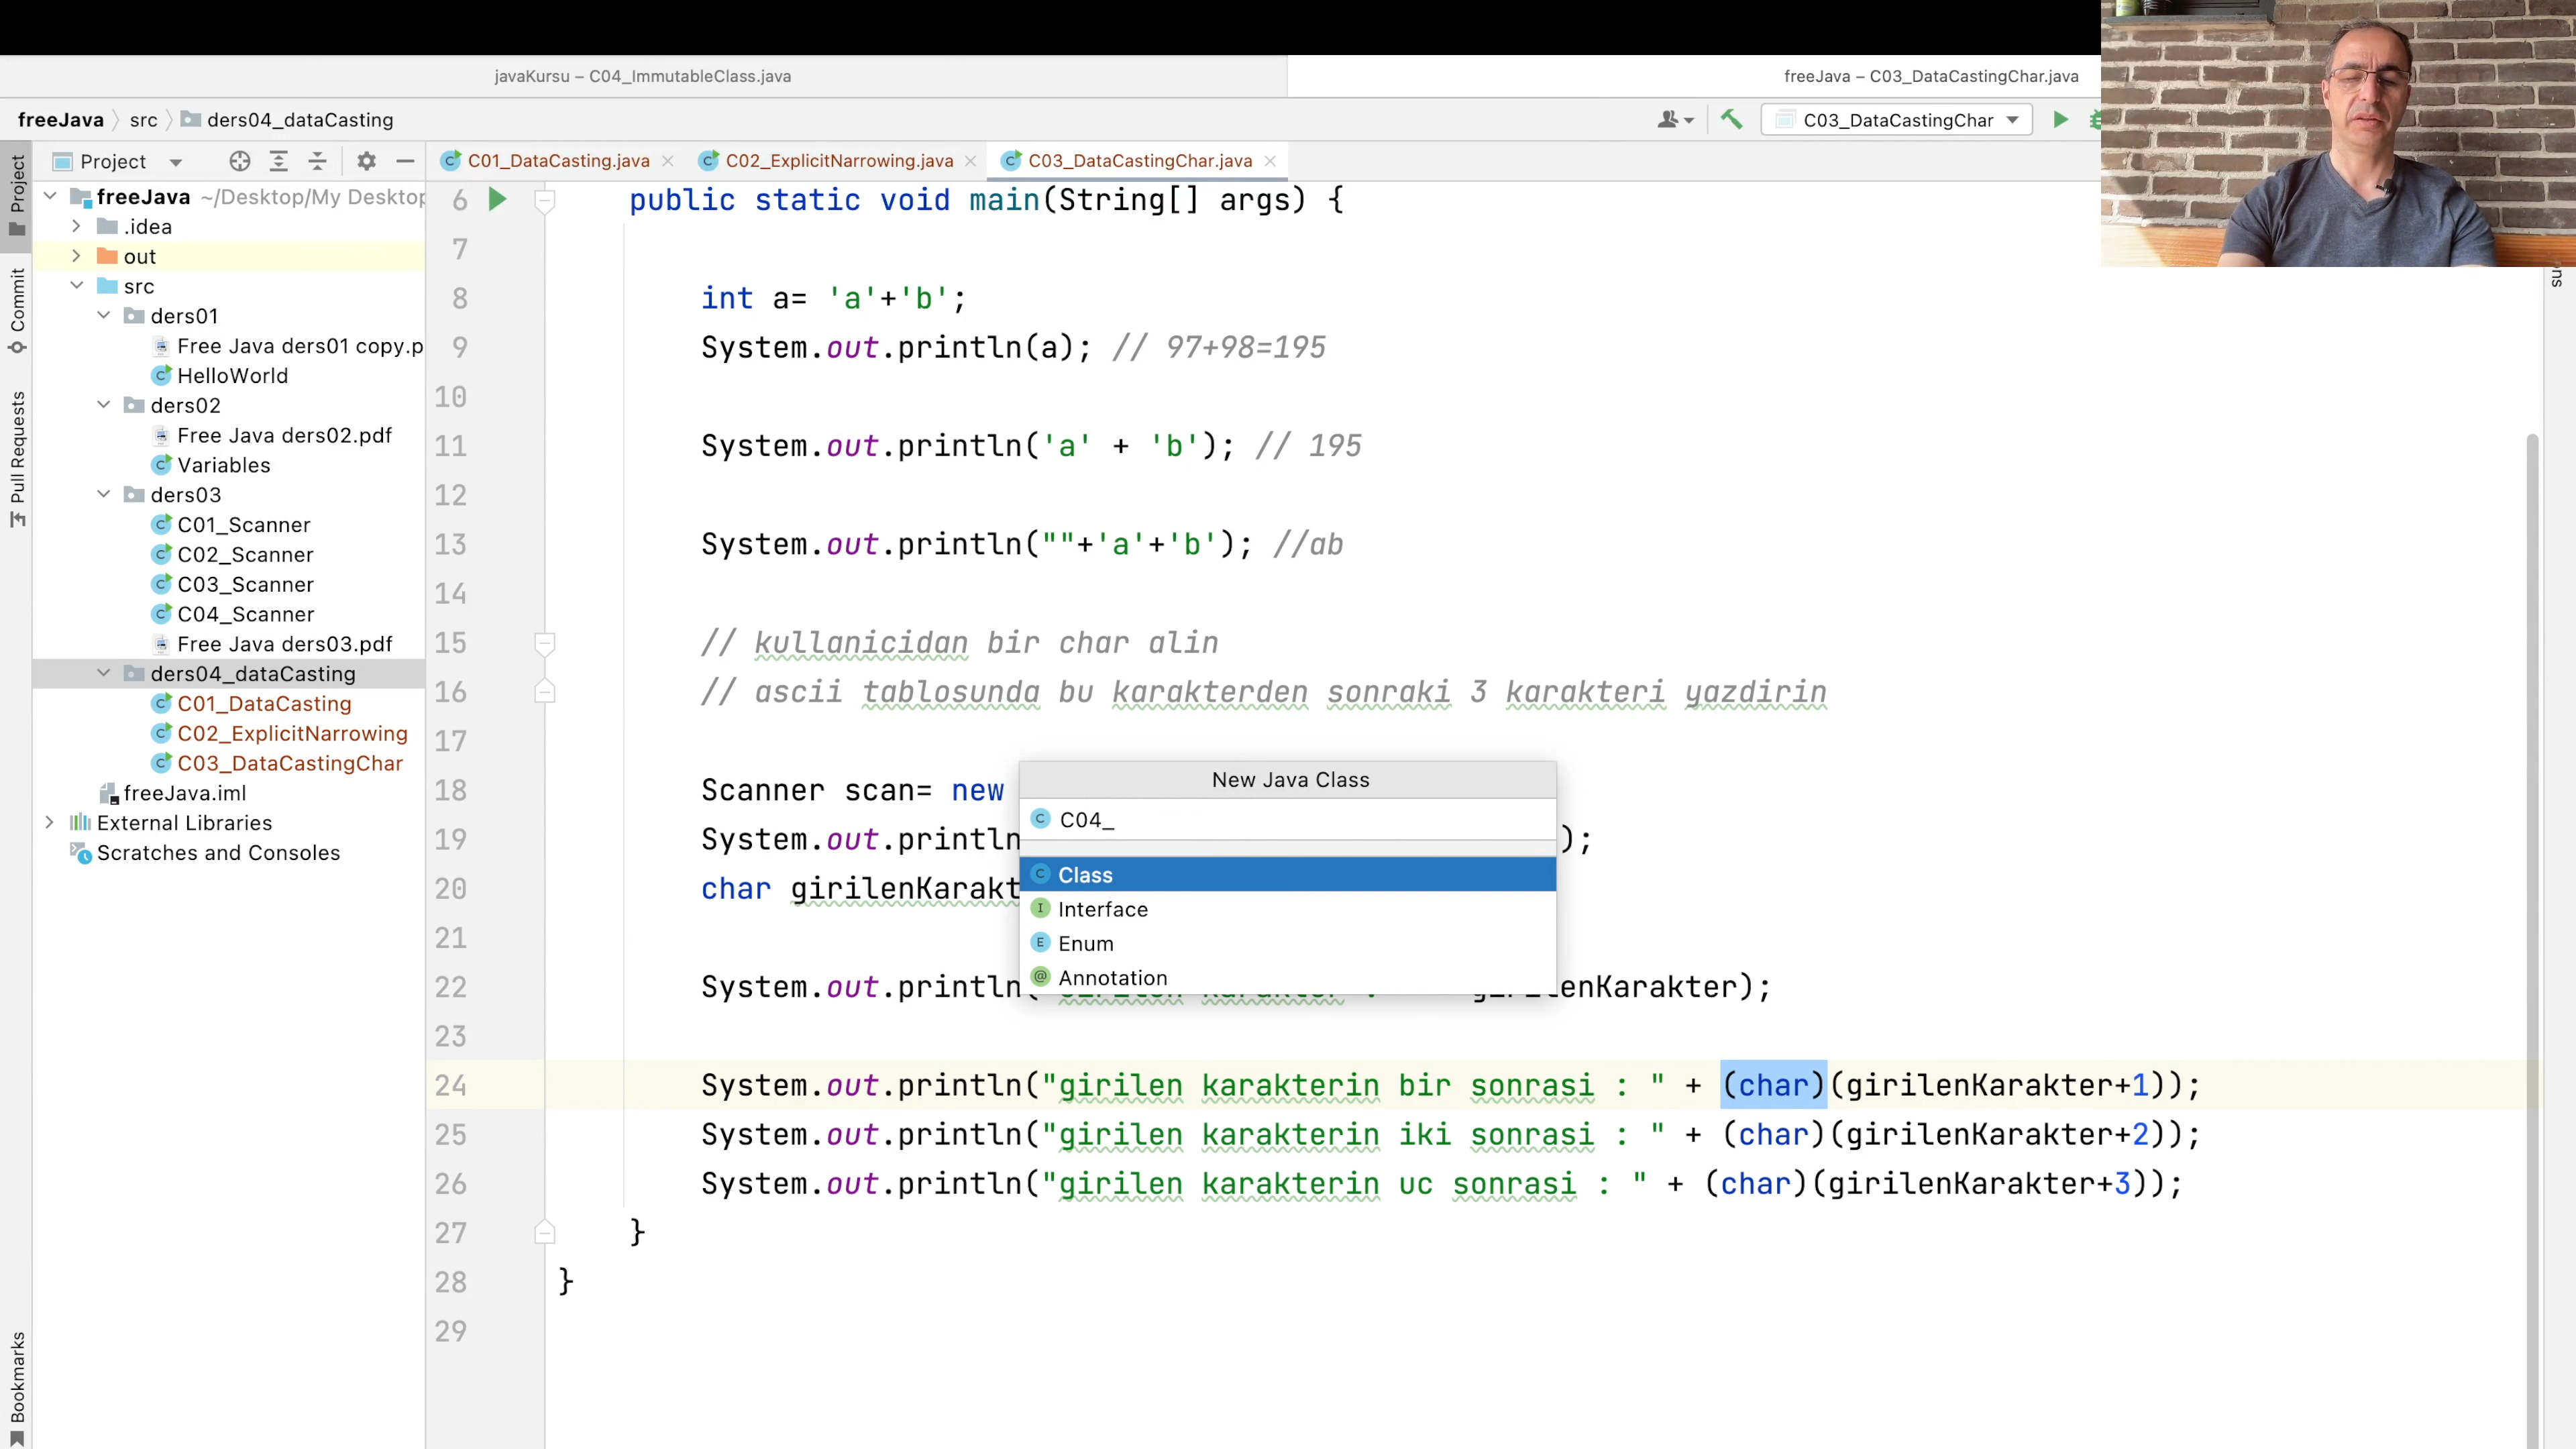 javaKursu – C04_ImmutableClass.java
freeJava – C03_DataCastingChar.java
freeJava
src
ders04_dataCasting
C03_DataCastingChar
Project
C01_DataCasting.java
C02_ExplicitNarrowing.java
C03_DataCastingChar.java
Project
Commit
Pull Requests
Bookmarks
freeJava ~/Desktop/My Desktop
.idea
out
src
ders01
Free Java ders01 copy.p
HelloWorld
ders02
Free Java ders02.pdf
Variables
ders03
C01_Scanner
C02_Scanner
C03_Scanner
C04_Scanner
Free Java ders03.pdf
ders04_dataCasting
C01_DataCasting
C02_ExplicitNarrowing
C03_DataCastingChar
freeJava.iml
External Libraries
Scratches and Consoles
6 public static void main(String[] args) {
7
8 int a= 'a'+'b';
9 System.out.println(a); // 97+98=195
10
11 System.out.println('a' + 'b'); // 195
12
13 System.out.println(""+'a'+'b'); //ab
14
15 // kullanicidan bir char alin
16 // ascii tablosunda bu karakterden sonraki 3 karakteri yazdirin
17
18 Scanner scan= new
19 System.out.println );
20 char girilenKarakt
21
22 System.out.println( girilenKarakter);
23
24 System.out.println("girilen karakterin bir sonrasi : " + (char)(girilenKarakter+1));
25 System.out.println("girilen karakterin iki sonrasi : " + (char)(girilenKarakter+2));
26 System.out.println("girilen karakterin uc sonrasi : " + (char)(girilenKarakter+3));
27 }
28 }
29
New Java Class
C04_
Class
Interface
Enum
Annotation